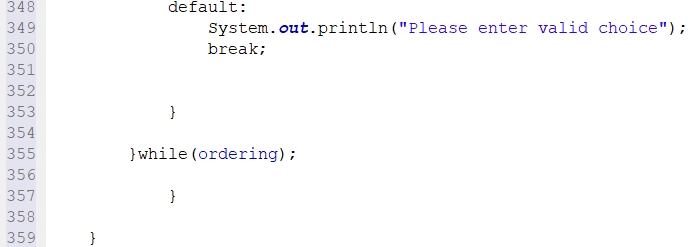 348 default:
349 System.out.println("Please enter valid choice");
350 break;
351
352
353 }
354
355 }while(ordering);
356
357 }
358
359 }